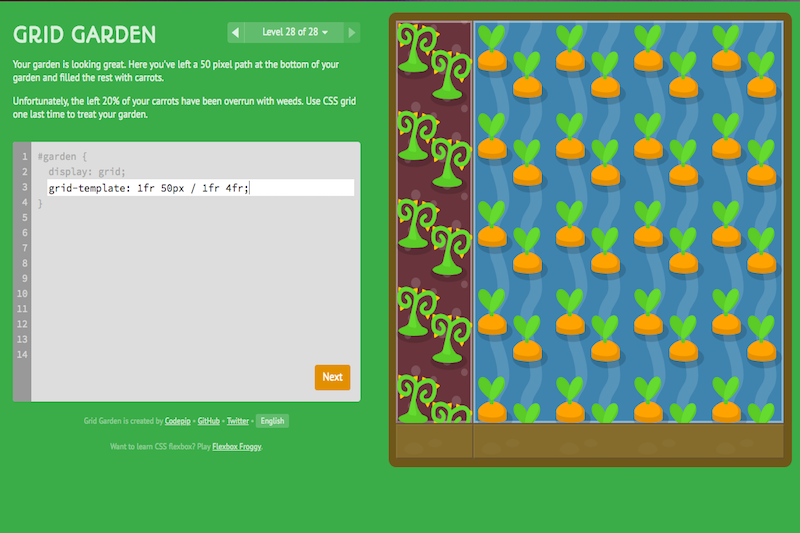 GRID GARDEN
Level 28 of 28
Your garden is looking great. Here you've left a 50 pixel path at the bottom of your
garden and filled the rest with carrots.
Unfortunately, the left 20% of your carrots have been overrun with weeds. Use CSS grid
one last time to treat your garden.
1 #garden {
2 display: grid;
3 grid-template: 1fr 50px / 1fr 4fr;
4 }
5
6
7
8
9
10
11
12
13
14
Next
Grid Garden is created by Codepip • GitHub • Twitter • English
Want to learn CSS flexbox? Play Flexbox Froggy.